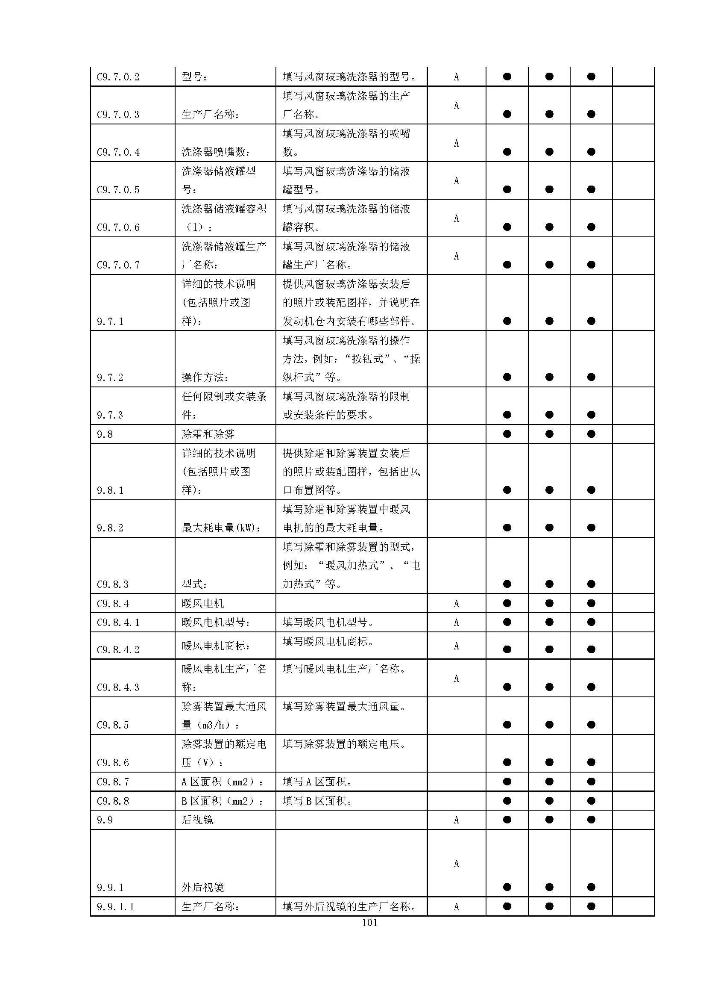 C9.7.0.2 型号： 填写风窗玻璃洗涤器的型号。 A ● ● ●
填写风窗玻璃洗涤器的生产
C9.7.0.3 生产厂名称： 厂名称。 A ● ● ●
填写风窗玻璃洗涤器的喷嘴
C9.7.0.4 洗涤器喷嘴数： 数。 A ● ● ●
洗涤器储液罐型 填写风窗玻璃洗涤器的储液
C9.7.0.5 号： 罐型号。 A ● ● ●
洗涤器储液罐容积 填写风窗玻璃洗涤器的储液
C9.7.0.6 （l）： 罐容积。 A ● ● ●
洗涤器储液罐生产 填写风窗玻璃洗涤器的储液
C9.7.0.7 厂名称： 罐生产厂名称。 A ● ● ●
详细的技术说明 提供风窗玻璃洗涤器安装后
(包括照片或图 的照片或装配图样，并说明在
9.7.1 样)： 发动机仓内安装有哪些部件。 ● ● ●
填写风窗玻璃洗涤器的操作
方法，例如：“按钮式”、“操
9.7.2 操作方法： 纵杆式”等。 ● ● ●
任何限制或安装条 填写风窗玻璃洗涤器的限制
9.7.3 件： 或安装条件的要求。 ● ● ●
9.8 除霜和除雾 ● ● ●
详细的技术说明 提供除霜和除雾装置安装后
(包括照片或图 的照片或装配图样，包括出风
9.8.1 样)： 口布置图等。 ● ● ●
填写除霜和除雾装置中暖风
9.8.2 最大耗电量(kW)： 电机的的最大耗电量。 ● ● ●
填写除霜和除雾装置的型式，
例如：“暖风加热式”、“电
C9.8.3 型式： 加热式”等。 ● ● ●
C9.8.4 暖风电机 A ● ● ●
C9.8.4.1 暖风电机型号： 填写暖风电机型号。 A ● ● ●
C9.8.4.2 暖风电机商标： 填写暖风电机商标。 A ● ● ●
暖风电机生产厂名 填写暖风电机生产厂名称。
C9.8.4.3 称： A ● ● ●
除雾装置最大通风 填写除雾装置最大通风量。
C9.8.5 量（m3/h）： ● ● ●
除雾装置的额定电 填写除雾装置的额定电压。
C9.8.6 压（V）： ● ● ●
C9.8.7 A 区面积（mm2）： 填写 A 区面积。 ● ● ●
C9.8.8 B 区面积（mm2）： 填写 B 区面积。 ● ● ●
9.9 后视镜 A ● ● ●
9.9.1 外后视镜 A ● ● ●
9.9.1.1 生产厂名称： 填写外后视镜的生产厂名称。 A ● ● ●
101